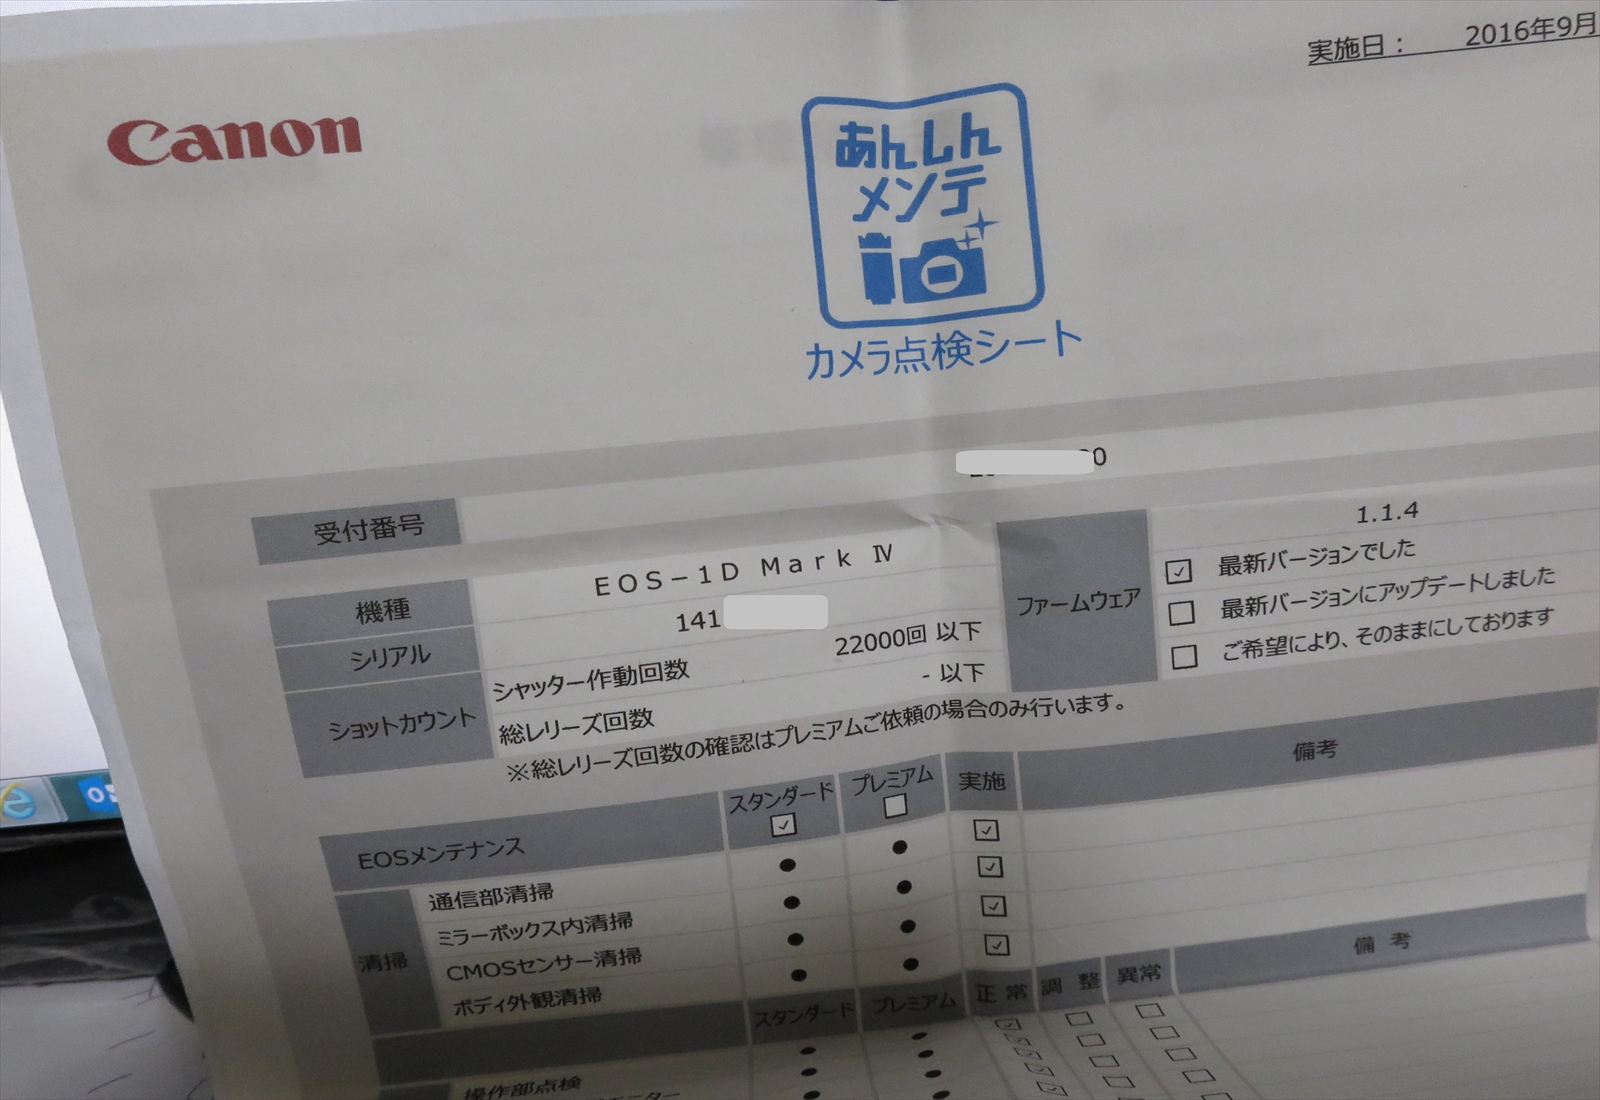 実施日： 2016年9月
Canon
あんしん
メンテ
カメラ点検シート
受付番号 0
機種 EOS－1D Mark Ⅳ
シリアル 141
ショットカウント シャッター作動回数 22000回 以下
総レリーズ回数 - 以下
※総レリーズ回数の確認はプレミアムご依頼の場合のみ行います。
ファームウェア 1.1.4
☑ 最新バージョンでした
☐ 最新バージョンにアップデートしました
☐ ご希望により、そのままにしております
EOSメンテナンス スタンダード ☑ プレミアム ☐ 実施 備考
清掃 通信部清掃 ● ● ☑
ミラーボックス内清掃 ● ● ☑
CMOSセンサー清掃 ● ● ☑
ボディ外観清掃 ● ● ☑
スタンダード プレミアム 正常 調整 異常 備考
操作部点検 ● ● ☑ ☐ ☐